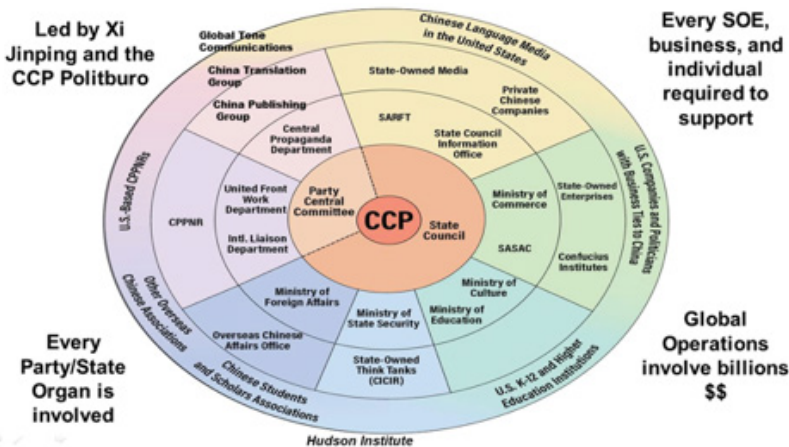 Led by Xi
Jinping and the
CCP Politburo
Every SOE,
business, and
individual
required to
support
Global Tone
Communications
Chinese Language Media
in the United States
China Translation
Group
State-Owned Media
China Publishing
Group
Private
Chinese
Companies
SARFT
Central
Propaganda
Department
State Council
Information
Office
U.S.-Based CPPNRs
U.S. Companies and Politicians
with Business Ties to China
CPPNR
United Front
Work
Department
Party
Central
Committee
CCP
State
Council
Ministry of
Commerce
State-Owned
Enterprises
Intl. Liaison
Department
SASAC
Confucius
Institutes
Other Overseas
Chinese Associations
Ministry of
Foreign Affairs
Ministry of
State Security
Ministry of
Education
Ministry of
Culture
Overseas Chinese
Affairs Office
State-Owned
Think Tanks
(CICIR)
Chinese Students
and Scholars Associations
U.S. K-12 and Higher
Education Institutions
Every
Party/State
Organ is
involved
Global
Operations
involve billions
$$
Hudson Institute